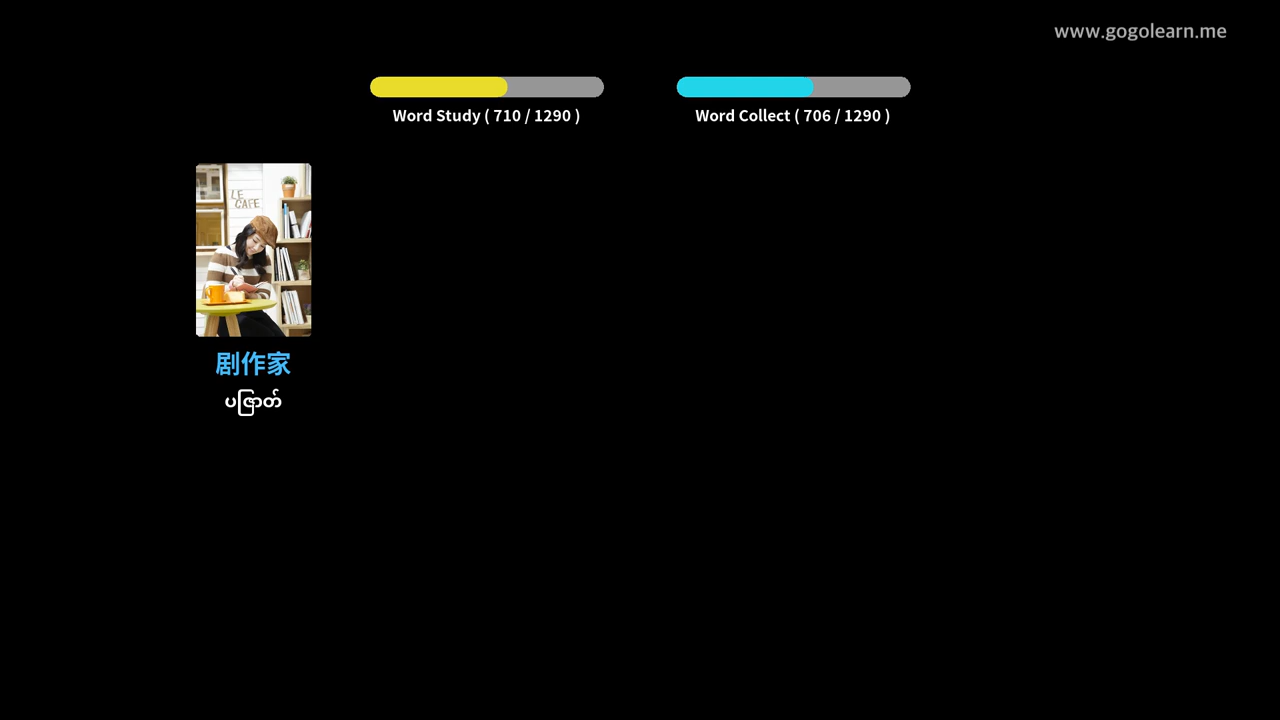 www.gogolearn.me
Word Study ( 710 / 1290 )
Word Collect ( 706 / 1290 )
LE
CAFE
剧作家
ပဇြာတ်